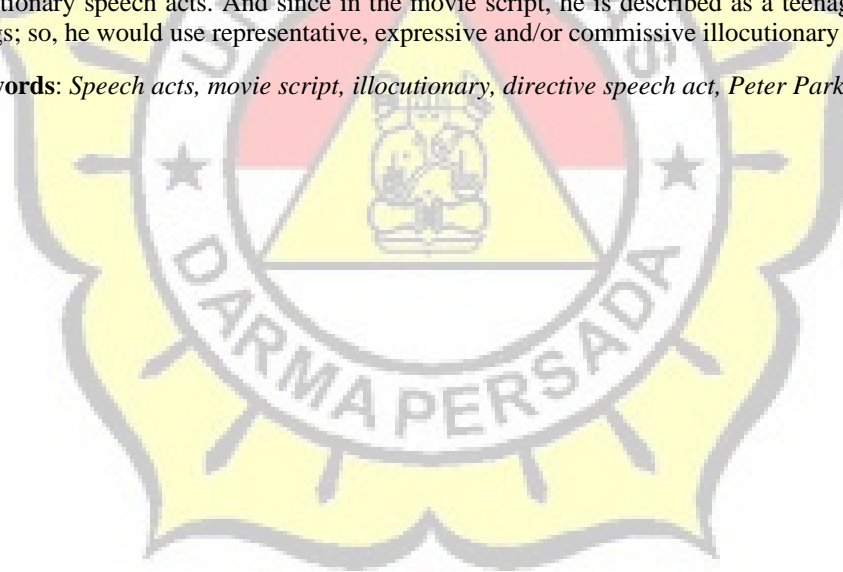 tionary speech acts. And since in the movie script, he is described as a teenag
gs; so, he would use representative, expressive and/or commissive illocutionary
words: Speech acts, movie script, illocutionary, directive speech act, Peter Park
U S
DARMA PERSADA